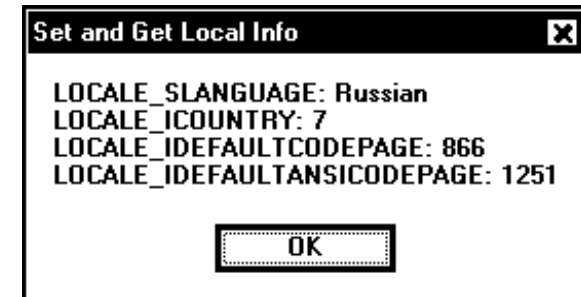 Set and Get Local Info
LOCALE_SLANGUAGE: Russian
LOCALE_ICOUNTRY: 7
LOCALE_IDEFAULTCODEPAGE: 866
LOCALE_IDEFAULTANSICODEPAGE: 1251
OK